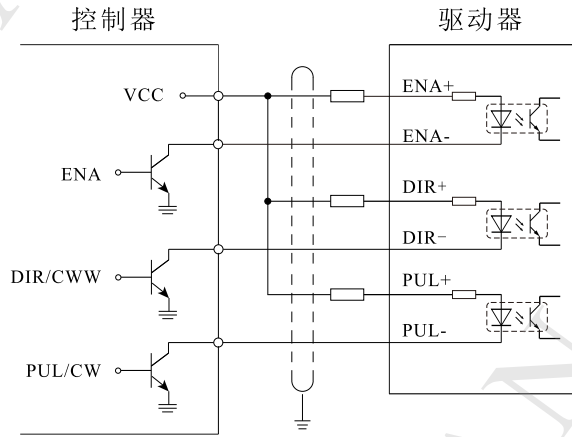 控制器
驱动器
VCC
ENA+
ENA-
ENA
DIR+
DIR-
DIR/CWW
PUL+
PUL-
PUL/CW